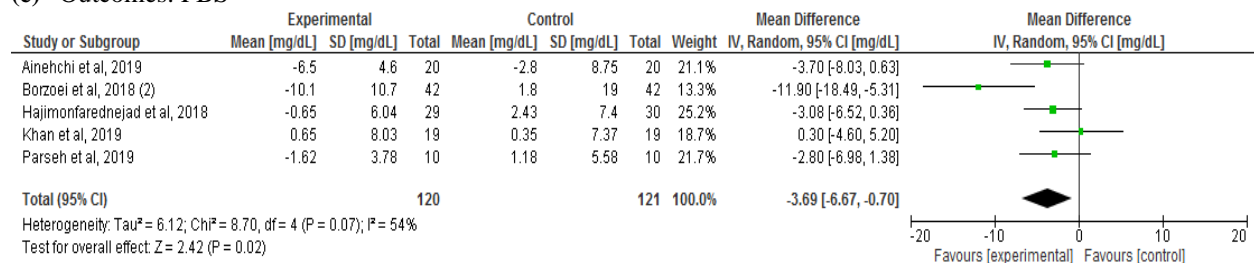 (c) Outcomes: FBS
Experimental Control Mean Difference Mean Difference
Study or Subgroup Mean [mg/dL] SD [mg/dL] Total Mean [mg/dL] SD [mg/dL] Total Weight IV, Random, 95% CI [mg/dL] IV, Random, 95% CI [mg/dL]
Ainehchi et al, 2019 -6.5 4.6 20 -2.8 8.75 20 21.1% -3.70 [-8.03, 0.63]
Borzoei et al, 2018 (2) -10.1 10.7 42 1.8 19 42 13.3% -11.90 [-18.49, -5.31]
Hajimonfarednejad et al, 2018 -0.65 6.04 29 2.43 7.4 30 25.2% -3.08 [-6.52, 0.36]
Khan et al, 2019 0.65 8.03 19 0.35 7.37 19 18.7% 0.30 [-4.60, 5.20]
Parseh et al, 2019 -1.62 3.78 10 1.18 5.58 10 21.7% -2.80 [-6.98, 1.38]
Total (95% CI) 120 121 100.0% -3.69 [-6.67, -0.70]
Heterogeneity: Tau² = 6.12; Chi² = 8.70, df = 4 (P = 0.07); I² = 54%
Test for overall effect: Z = 2.42 (P = 0.02)
-20 -10 0 10 20
Favours [experimental] Favours [control]